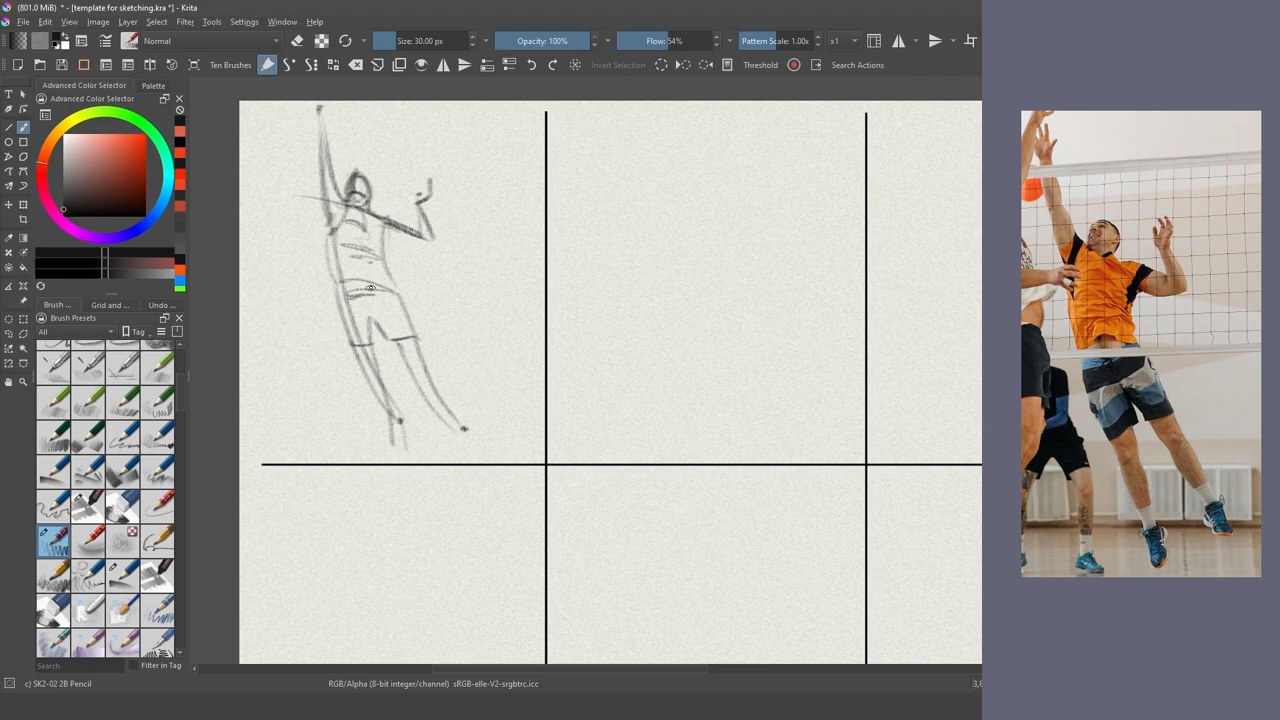 (801.0 MiB) * - [template for sketching.kra *] - Krita
File Edit View Image Layer Select Filter Tools Settings Window Help
Normal Size: 30.00 px Opacity: 100% Flow: 54% Pattern Scale: 1.00x x1
Ten Brushes Invert Selection Threshold Search Actions
Advanced Color Selector Palette
Advanced Color Selector
Brush ... Grid and ... Undo ...
Brush Presets
All Tag
Search Filter in Tag
c) SK2-02 2B Pencil RGB/Alpha (8-bit integer/channel) sRGB-elle-V2-srgbtrc.icc 3,8